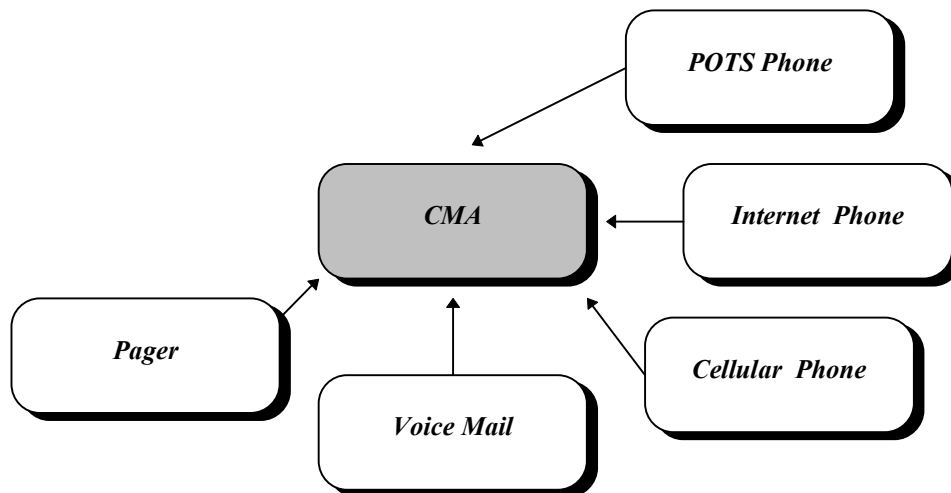 POTS Phone
CMA
Internet Phone
Pager
Cellular Phone
Voice Mail